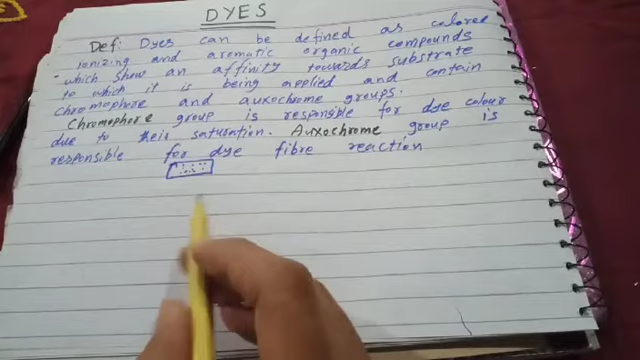 DYES
Def: Dyes can be defined as colored
ionizing and aromatic organic compounds
which show an affinity towards substrate
to which it is being applied and contain
chromophore and auxochrome groups.
Chromophore group is responsible for dye colour
due to their saturation. Auxochrome group is
responsible for dye fibre reaction